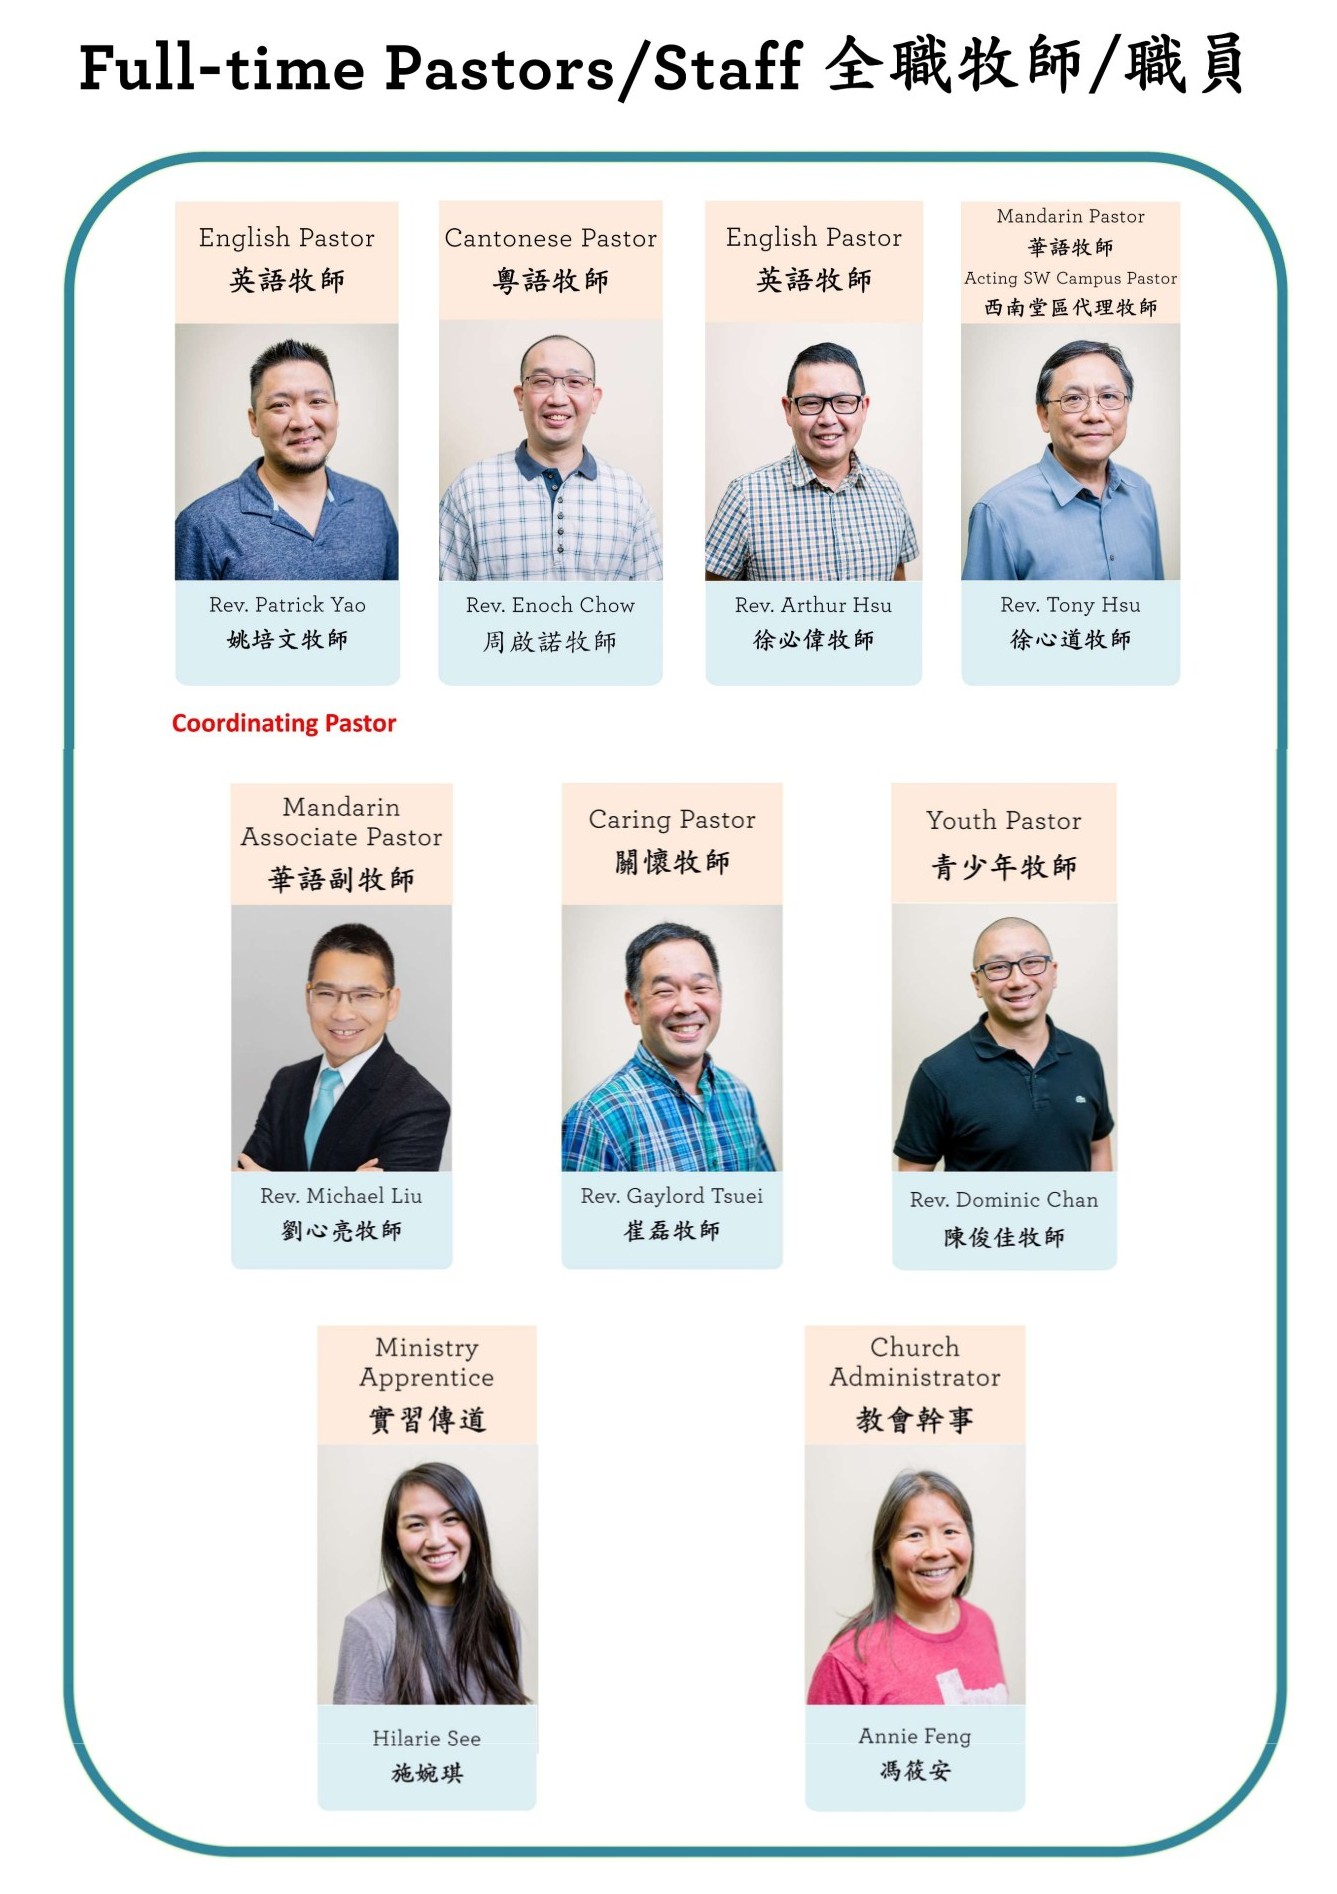 Full-time Pastors/Staff 全職牧師/職員
English Pastor
英語牧師
Rev. Patrick Yao
姚培文牧師
Coordinating Pastor
Cantonese Pastor
粵語牧師
Rev. Enoch Chow
周啟諾牧師
English Pastor
英語牧師
Rev. Arthur Hsu
徐必偉牧師
Mandarin Pastor
華語牧師
Acting SW Campus Pastor
西南堂區代理牧師
Rev. Tony Hsu
徐心道牧師
Mandarin
Associate Pastor
華語副牧師
Rev. Michael Liu
劉心亮牧師
Caring Pastor
關懷牧師
Rev. Gaylord Tsuei
崔磊牧師
Youth Pastor
青少年牧師
Rev. Dominic Chan
陳俊佳牧師
Ministry
Apprentice
實習傳道
Hilarie See
施婉琪
Church
Administrator
教會幹事
Annie Feng
馮筱安